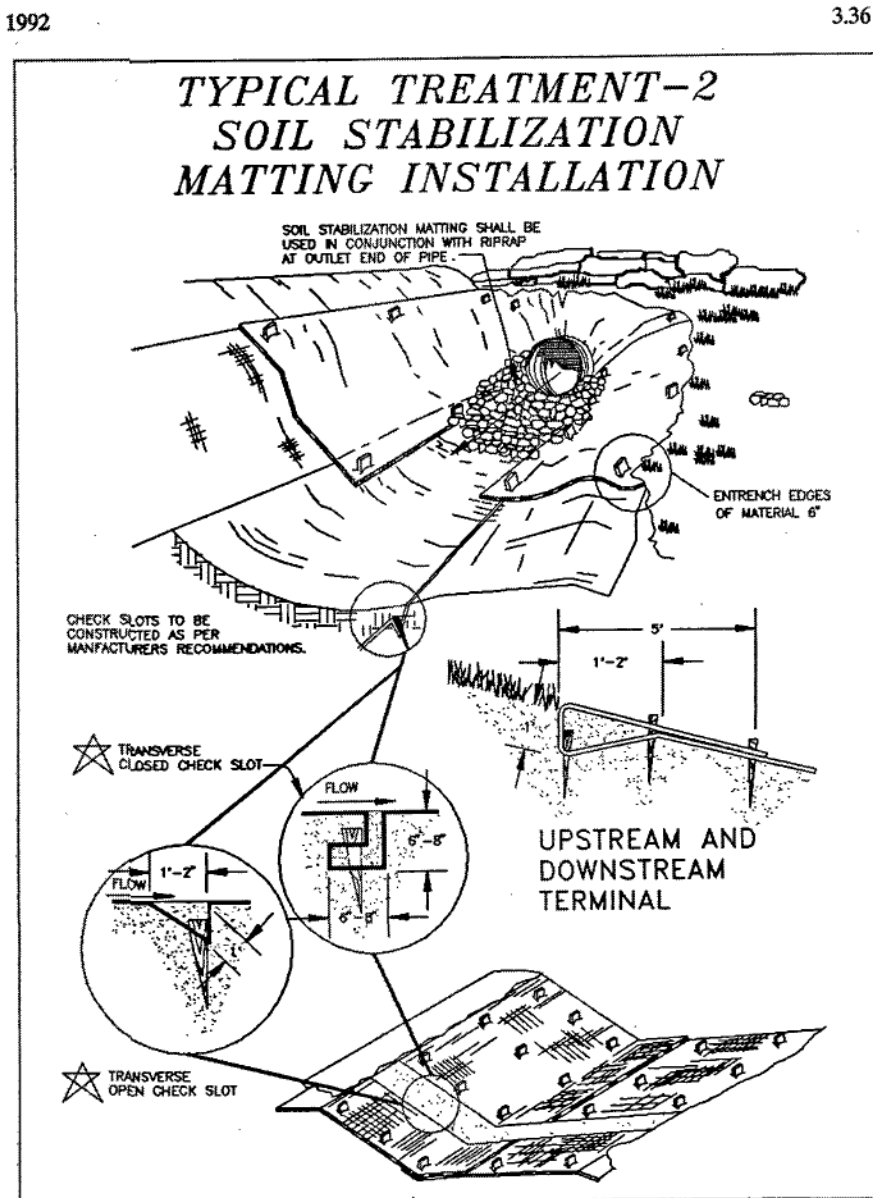 1992
3.36
TYPICAL TREATMENT-2
SOIL STABILIZATION
MATTING INSTALLATION
SOIL STABILIZATION MATTING SHALL BE
USED IN CONJUNCTION WITH RIPRAP
AT OUTLET END OF PIPE.
ENTRENCH EDGES
OF MATERIAL 6"
CHECK SLOTS TO BE
CONSTRUCTED AS PER
MANFACTURERS RECOMMENDATIONS.
5'
1'-2"
1'
TRANSVERSE
CLOSED CHECK SLOT
FLOW
6"-8"
6"-8"
UPSTREAM AND
DOWNSTREAM
TERMINAL
1'-2"
FLOW
1'
TRANSVERSE
OPEN CHECK SLOT